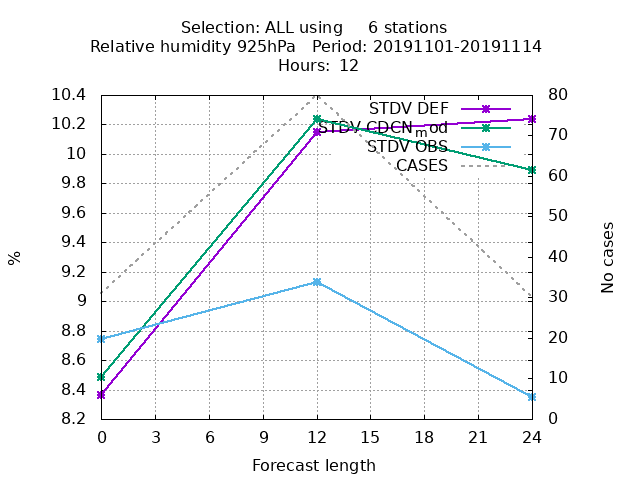 Selection: ALL using     6 stations
Relative humidity 925hPa   Period: 20191101-20191114
Hours: 12
10.4
10.2
10
9.8
9.6
9.4
9.2
9
8.8
8.6
8.4
8.2
%
STDV DEF
STDV CDCNmod
STDV OBS
CASES
80
70
60
50
40
30
20
10
0
No cases
0 3 6 9 12 15 18 21 24
Forecast length